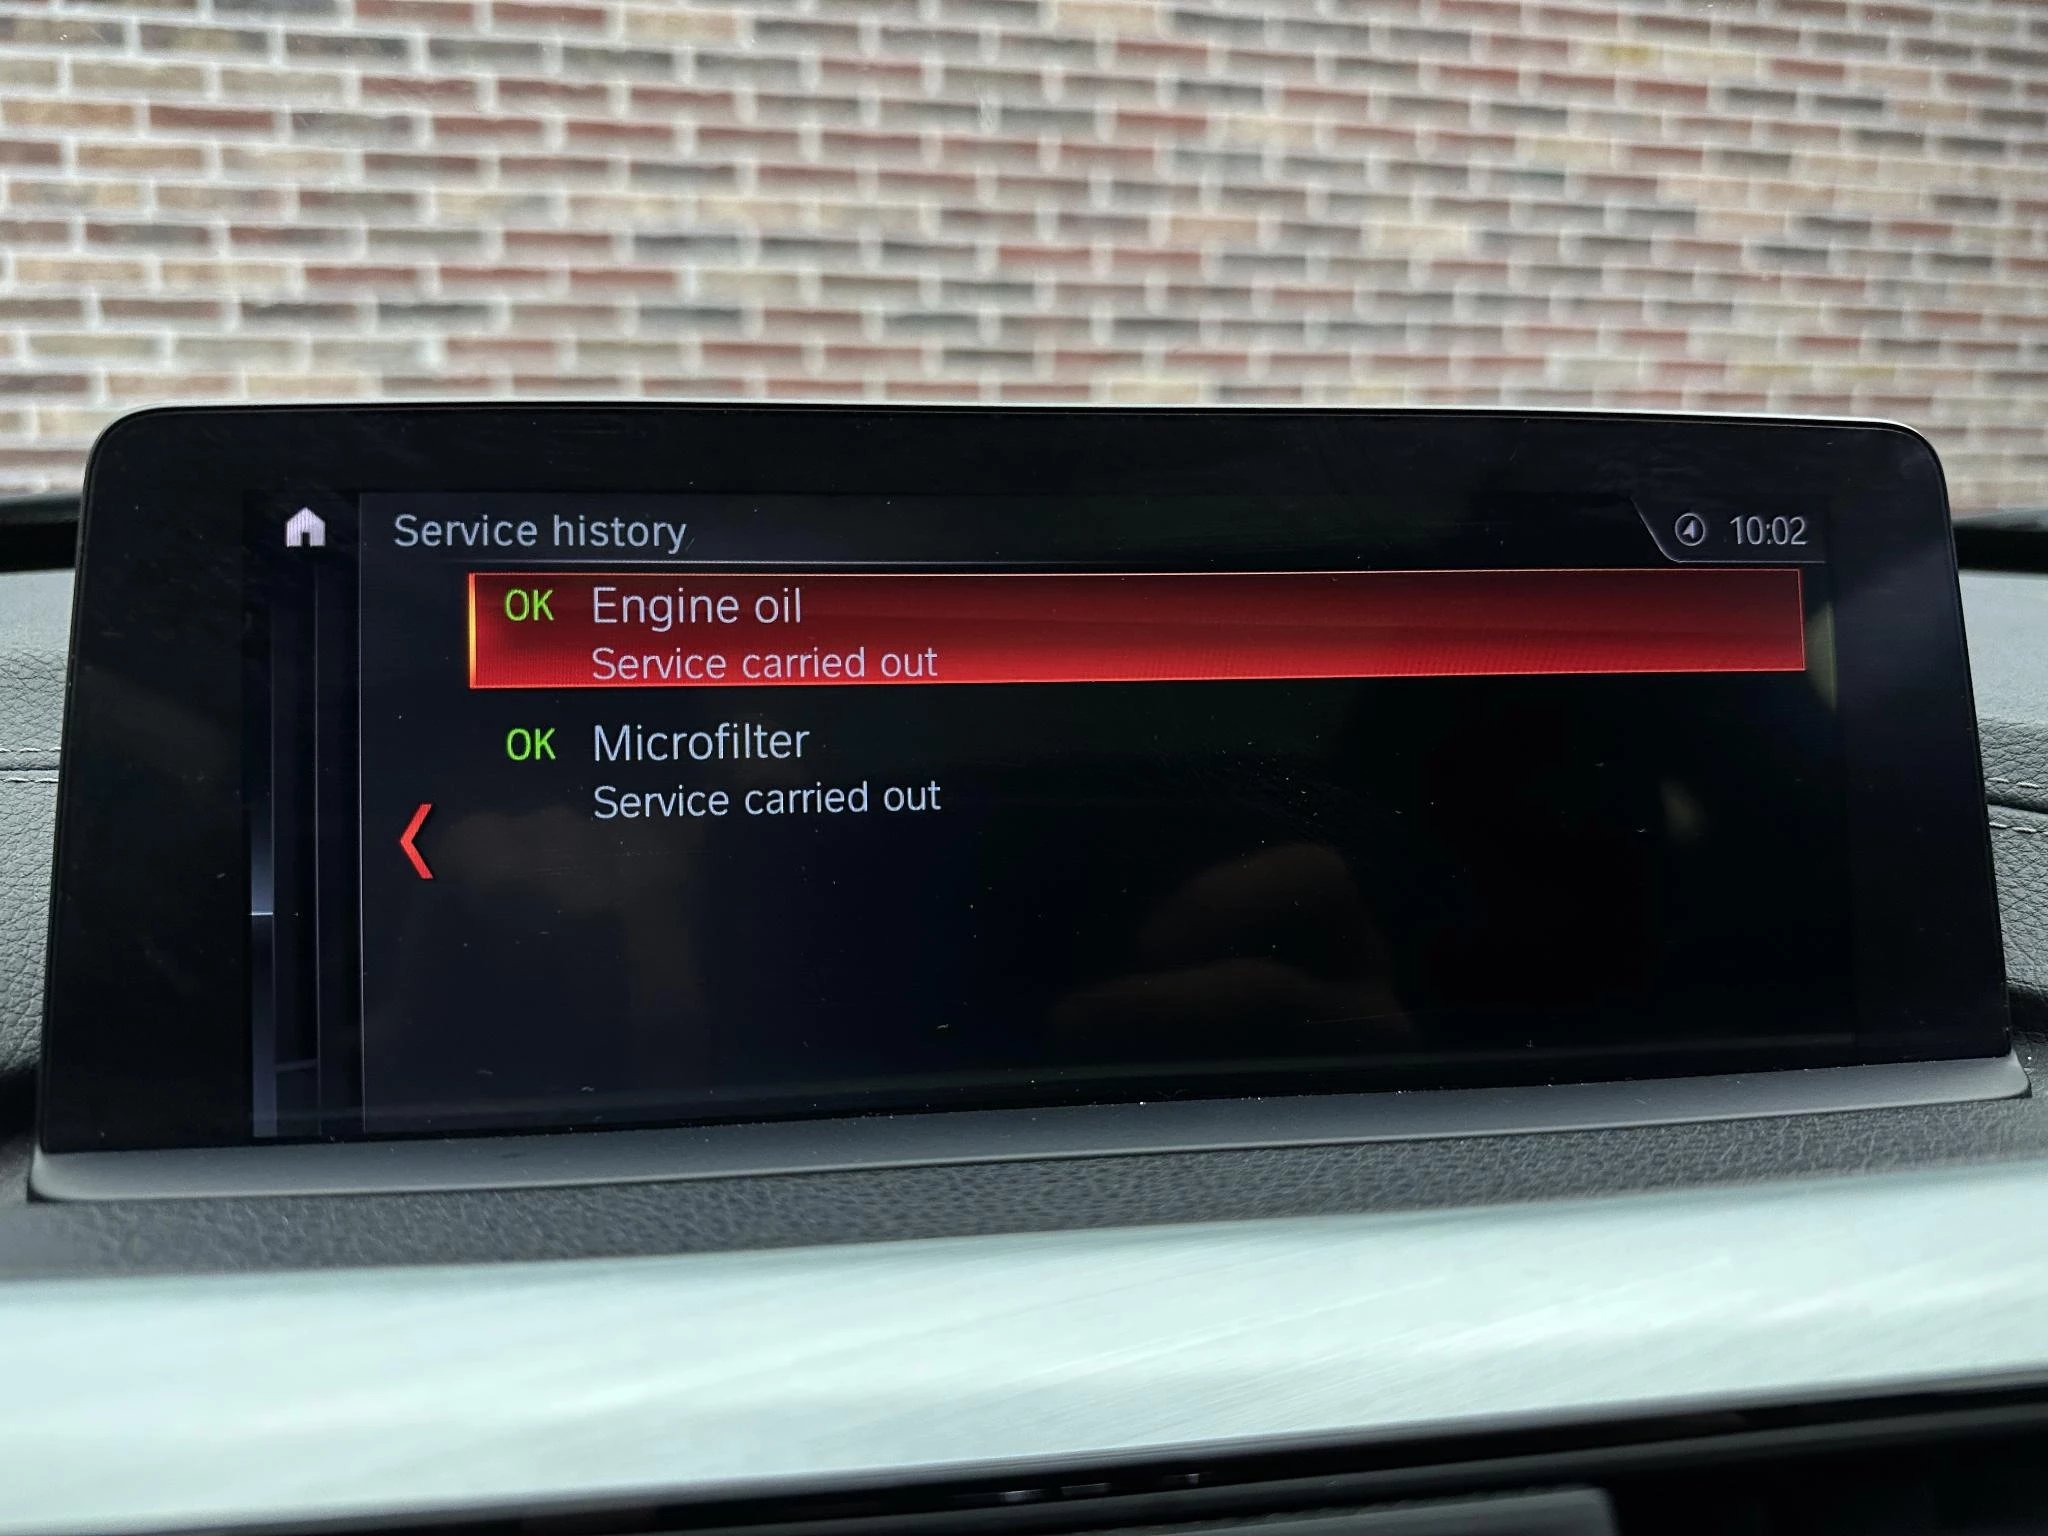 Service history
10:02
OK Engine oil
Service carried out
OK Microfilter
Service carried out